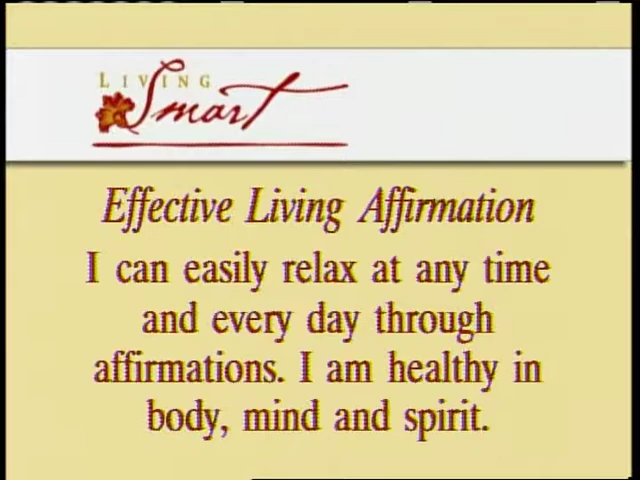 LIVING
Smart
Effective Living Affirmation
I can easily relax at any time
and every day through
affirmations. I am healthy in
body, mind and spirit.